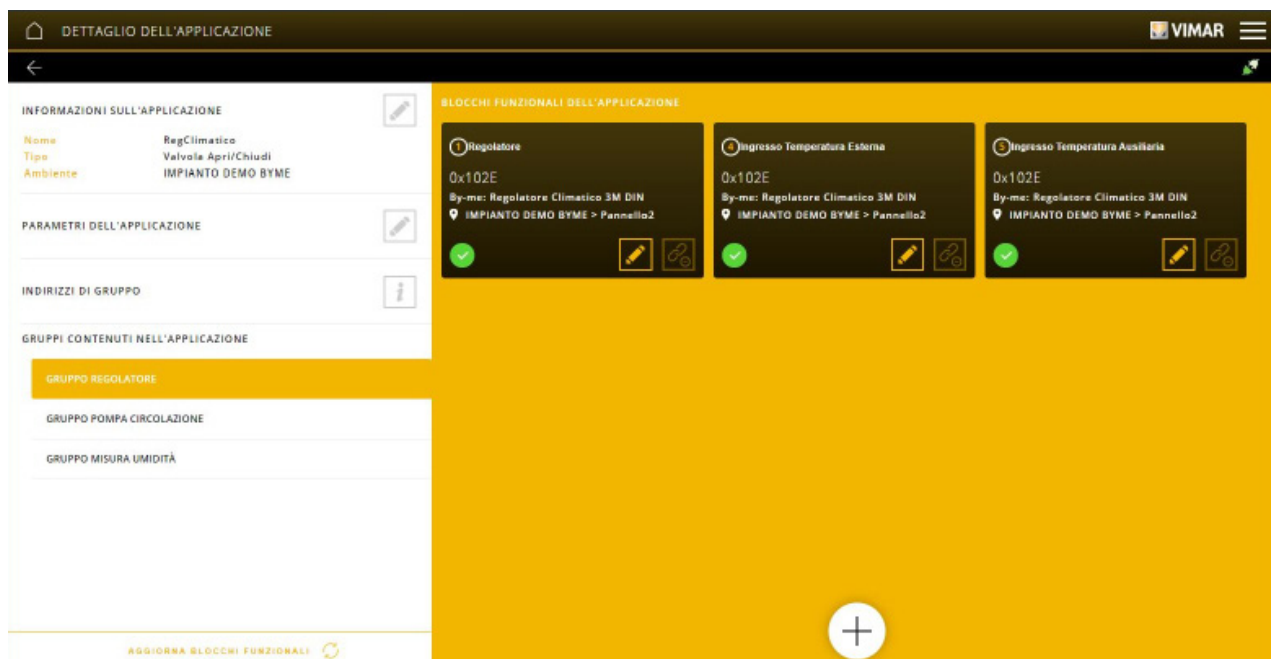 DETTAGLIO DELL'APPLICAZIONE
VIMAR
INFORMAZIONI SULL'APPLICAZIONE
Nome RegClimatico
Tipo Valvola Apri/Chiudi
Ambiente IMPIANTO DEMO BYME
PARAMETRI DELL'APPLICAZIONE
INDIRIZZI DI GRUPPO
i
GRUPPI CONTENUTI NELL'APPLICAZIONE
GRUPPO REGOLATORE
GRUPPO POMPA CIRCOLAZIONE
GRUPPO MISURA UMIDITÀ
AGGIORNA BLOCCHI FUNZIONALI
BLOCCHI FUNZIONALI DELL'APPLICAZIONE
1 Regolatore
0x102E
By-me: Regolatore Climatico 3M DIN
IMPIANTO DEMO BYME > Pannello2
4 Ingresso Temperatura Esterna
0x102E
By-me: Regolatore Climatico 3M DIN
IMPIANTO DEMO BYME > Pannello2
5 Ingresso Temperatura Ausiliaria
0x102E
By-me: Regolatore Climatico 3M DIN
IMPIANTO DEMO BYME > Pannello2